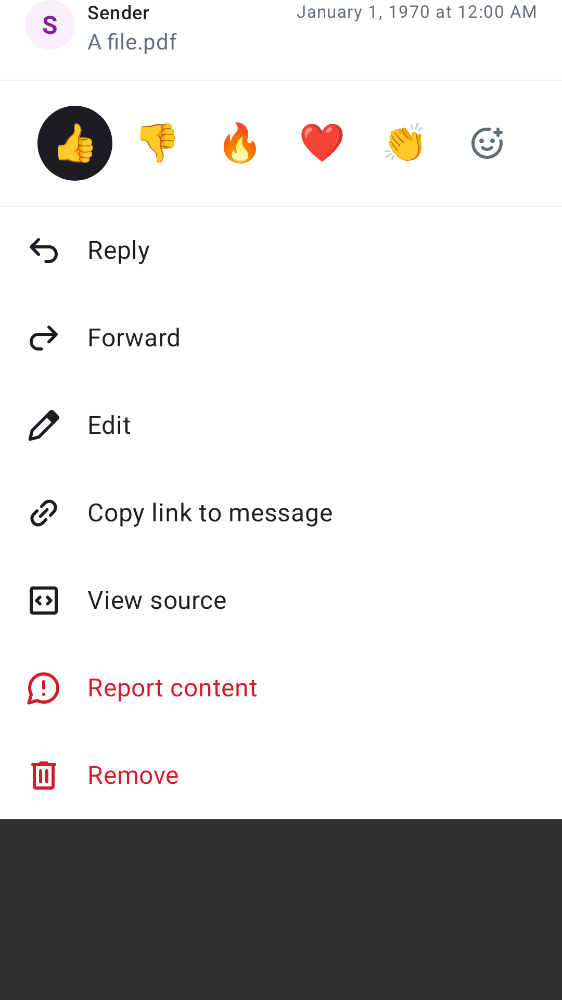 S
Sender
January 1, 1970 at 12:00 AM
A file.pdf
Reply
Forward
Edit
Copy link to message
View source
Report content
Remove